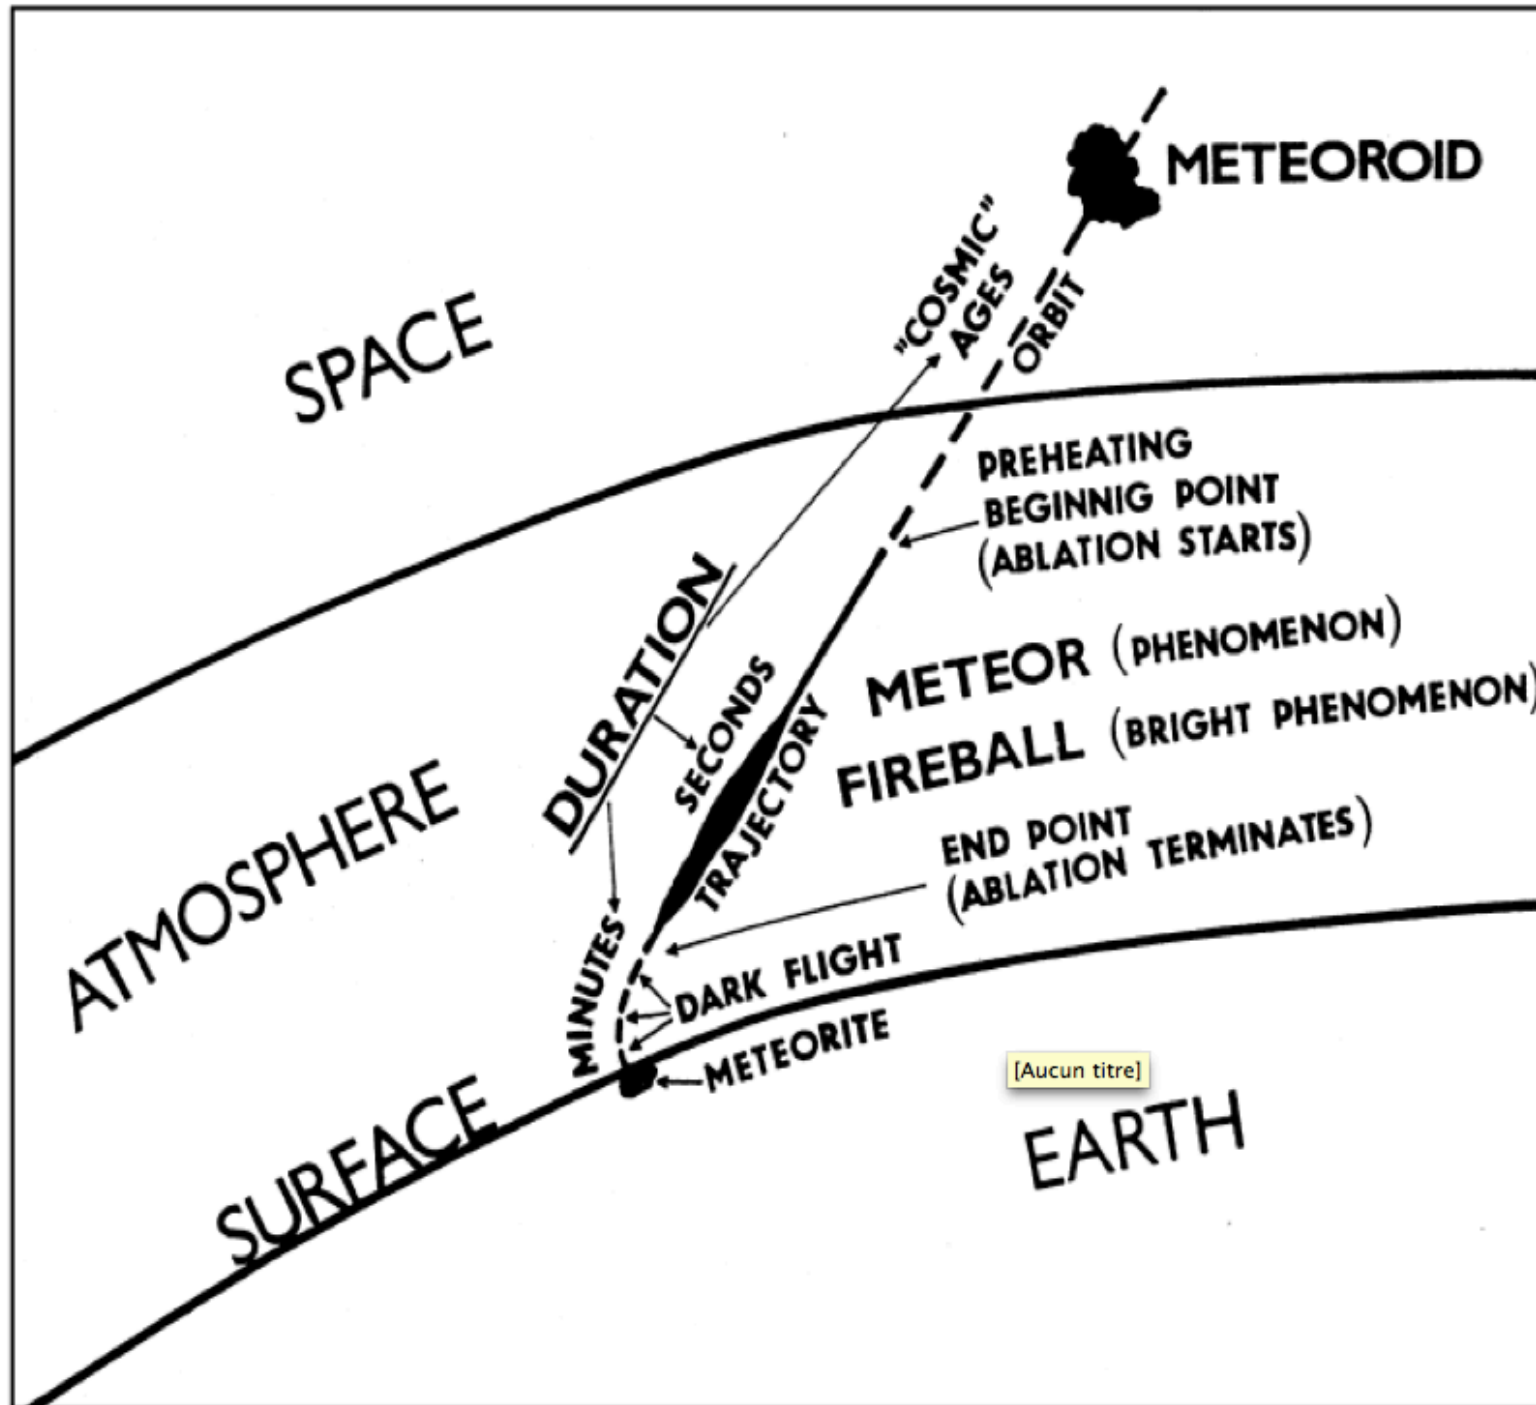 METEOROID
"COSMIC"
AGES
ORBIT
SPACE
PREHEATING
BEGINNIG POINT
(ABLATION STARTS)
DURATION
SECONDS
TRAJECTORY
METEOR (PHENOMENON)
FIREBALL (BRIGHT PHENOMENON)
END POINT
(ABLATION TERMINATES)
ATMOSPHERE
MINUTES
DARK FLIGHT
METEORITE
[Aucun titre]
SURFACE
EARTH